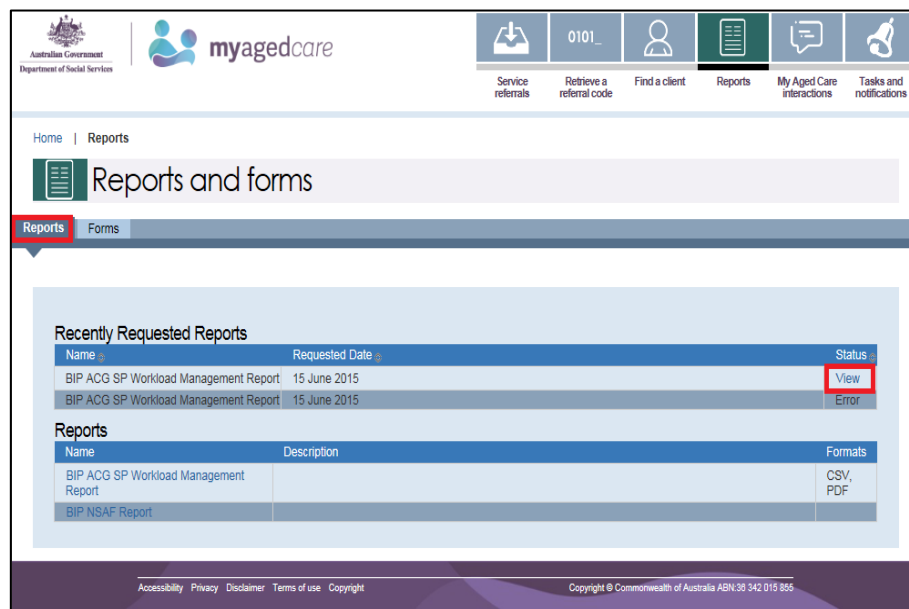 Australian Government
Department of Social Services
myagedcare
0101_
Service referrals
Retrieve a referral code
Find a client
Reports
My Aged Care interactions
Tasks and notifications
Home | Reports
Reports and forms
Reports Forms
Recently Requested Reports
Name Requested Date Status
BIP ACG SP Workload Management Report 15 June 2015 View
BIP ACG SP Workload Management Report 15 June 2015 Error
Reports
Name Description Formats
BIP ACG SP Workload Management CSV,
Report PDF
BIP NSAF Report
Accessibility Privacy Disclaimer Terms of use Copyright Copyright © Commonwealth of Australia ABN:36 342 015 855